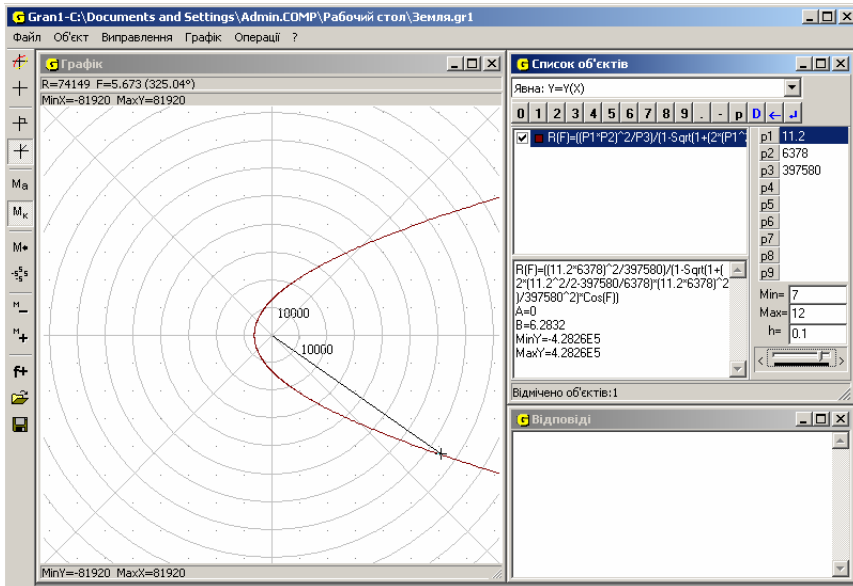 Gran1-C:\Documents and Settings\Admin.COMP\Рабочий стол\Земля.gr1
Файл Об'єкт Виправлення Графік Операції ?
Графік
R=74149 F=5.673 (325.04°)
MinX=-81920 MaxY=81920
10000
10000
MinY=-81920 MaxX=81920
Ма
Мк
М
М
f+
Список об'єктів
Явна: Y=Y(X)
0 1 2 3 4 5 6 7 8 9 . - p D
R(F)=((P1*P2)^2/P3)/(1-Sqrt(1+(2*(P1^2
p1 11.2
p2 6378
p3 397580
p4
p5
p6
p7
p8
p9
R(F)=((11.2*6378)^2/397580)/(1-Sqrt(1+(
2*(11.2^2/2-397580/6378)*(11.2*6378)^2
)/397580^2)*Cos(F))
A=0
B=6.2832
MinY=-4.2826E5
MaxY=4.2826E5
Min= 7
Max= 12
h= 0.1
Відмічено об'єктів:1
Відповіді